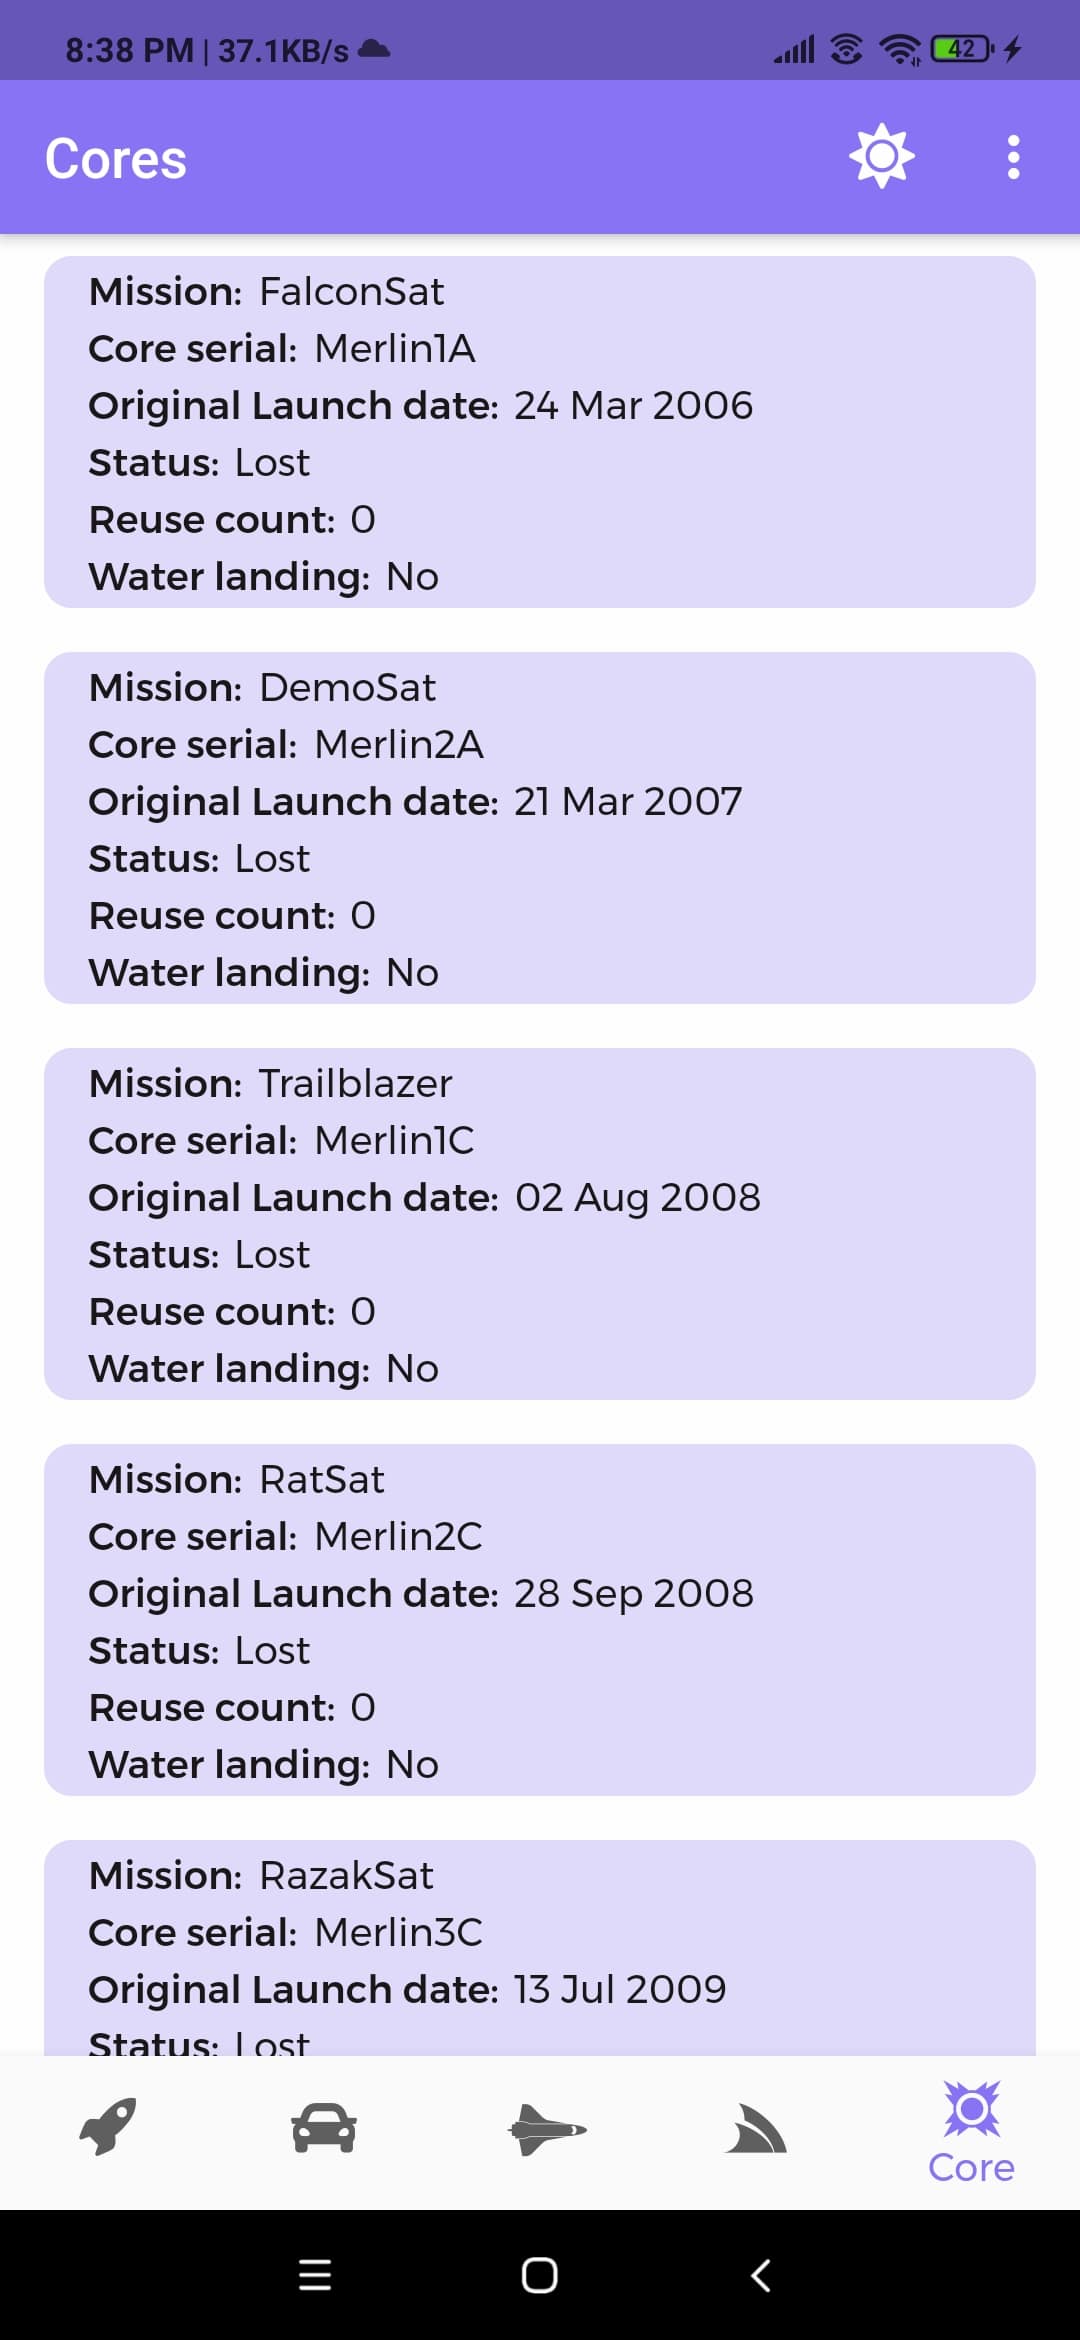 8:38 PM | 37.1KB/s
42
Cores
Mission: FalconSat
Core serial: Merlin1A
Original Launch date: 24 Mar 2006
Status: Lost
Reuse count: 0
Water landing: No
Mission: DemoSat
Core serial: Merlin2A
Original Launch date: 21 Mar 2007
Status: Lost
Reuse count: 0
Water landing: No
Mission: Trailblazer
Core serial: Merlin1C
Original Launch date: 02 Aug 2008
Status: Lost
Reuse count: 0
Water landing: No
Mission: RatSat
Core serial: Merlin2C
Original Launch date: 28 Sep 2008
Status: Lost
Reuse count: 0
Water landing: No
Mission: RazakSat
Core serial: Merlin3C
Original Launch date: 13 Jul 2009
Status: Lost
Core